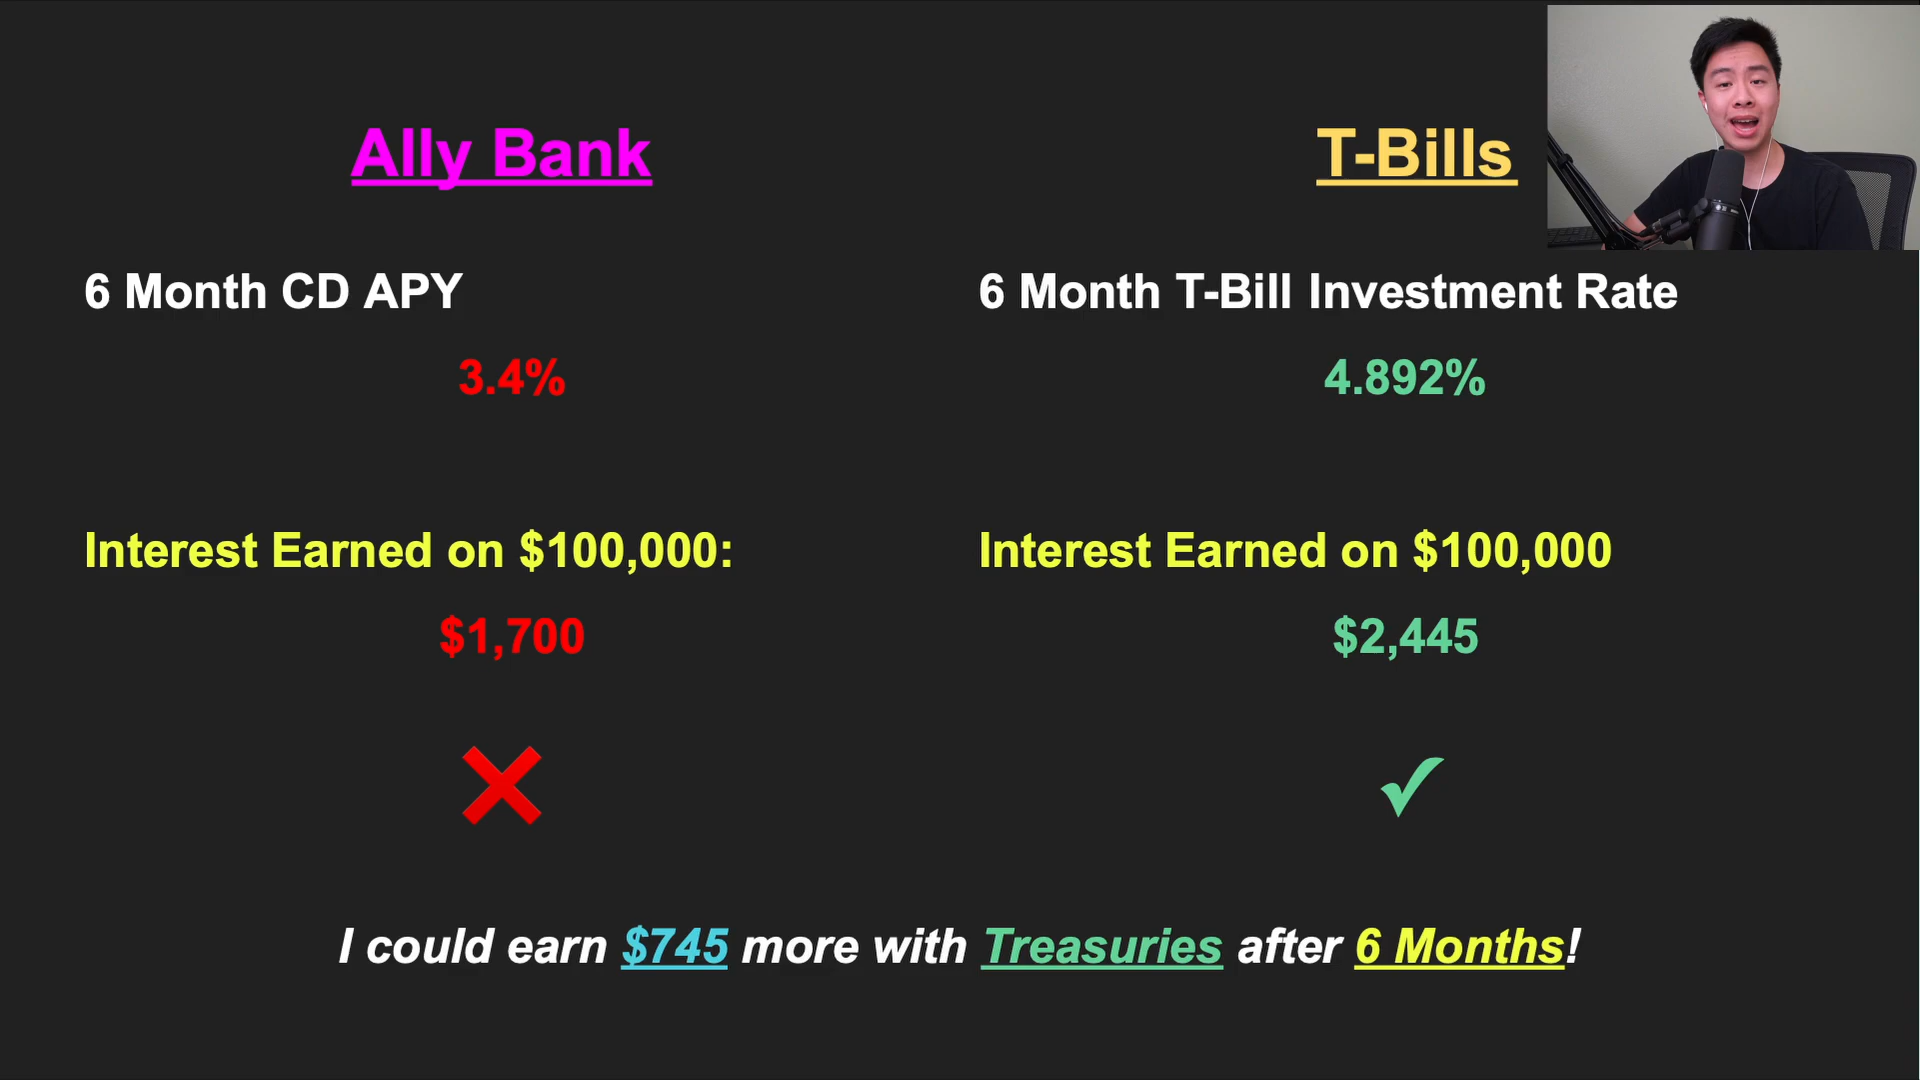 Ally Bank
6 Month CD APY
3.4%
Interest Earned on $100,000:
$1,700
T-Bills
6 Month T-Bill Investment Rate
4.892%
Interest Earned on $100,000
$2,445
I could earn $745 more with Treasuries after 6 Months!